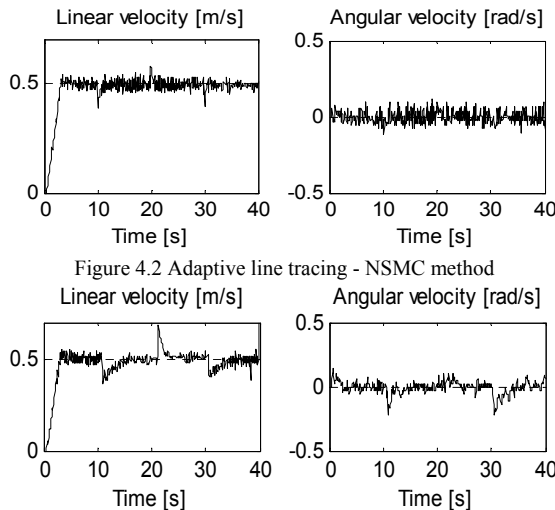 Linear velocity [m/s]
Angular velocity [rad/s]
0.5
0
0 10 20 30 40
Time [s]
0.5
0
-0.5
0 10 20 30 40
Time [s]
Figure 4.2 Adaptive line tracing - NSMC method
Linear velocity [m/s]
Angular velocity [rad/s]
0.5
0
0 10 20 30 40
Time [s]
0.5
0
-0.5
0 10 20 30 40
Time [s]